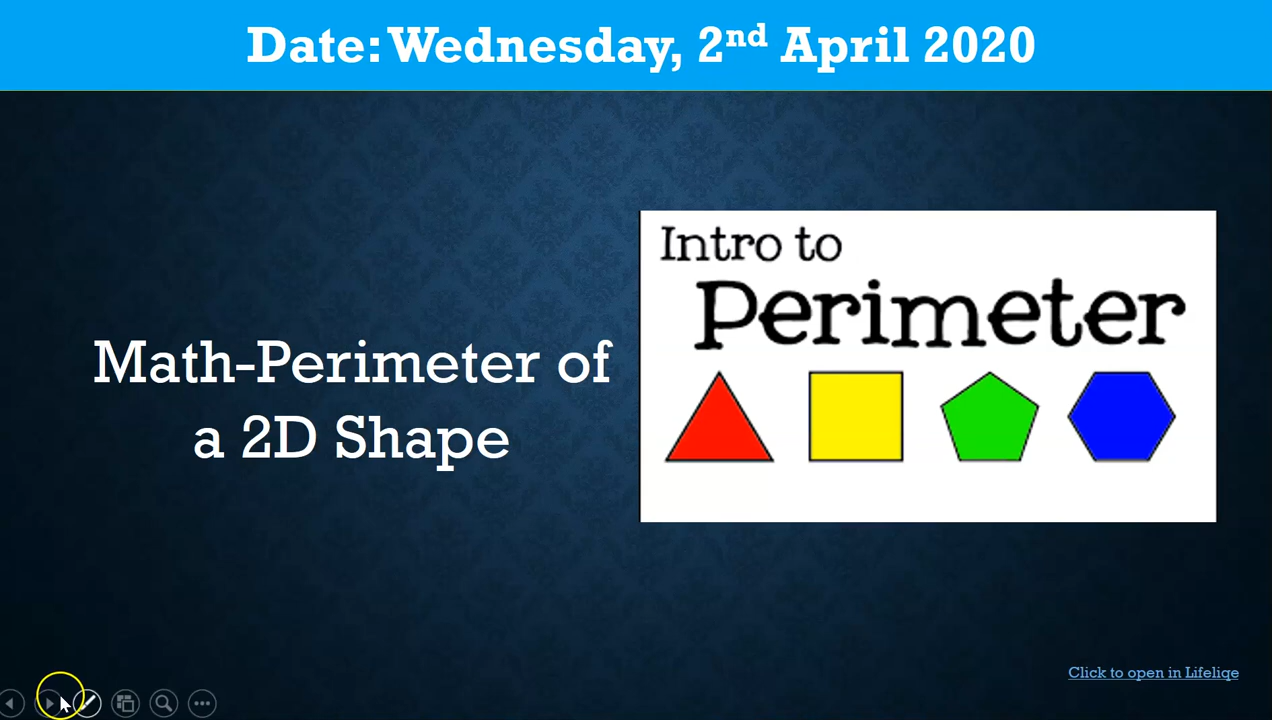 Date: Wednesday, 2nd April 2020
Intro to
Perimeter
Math-Perimeter of
a 2D Shape
Click to open in Lifeliqe